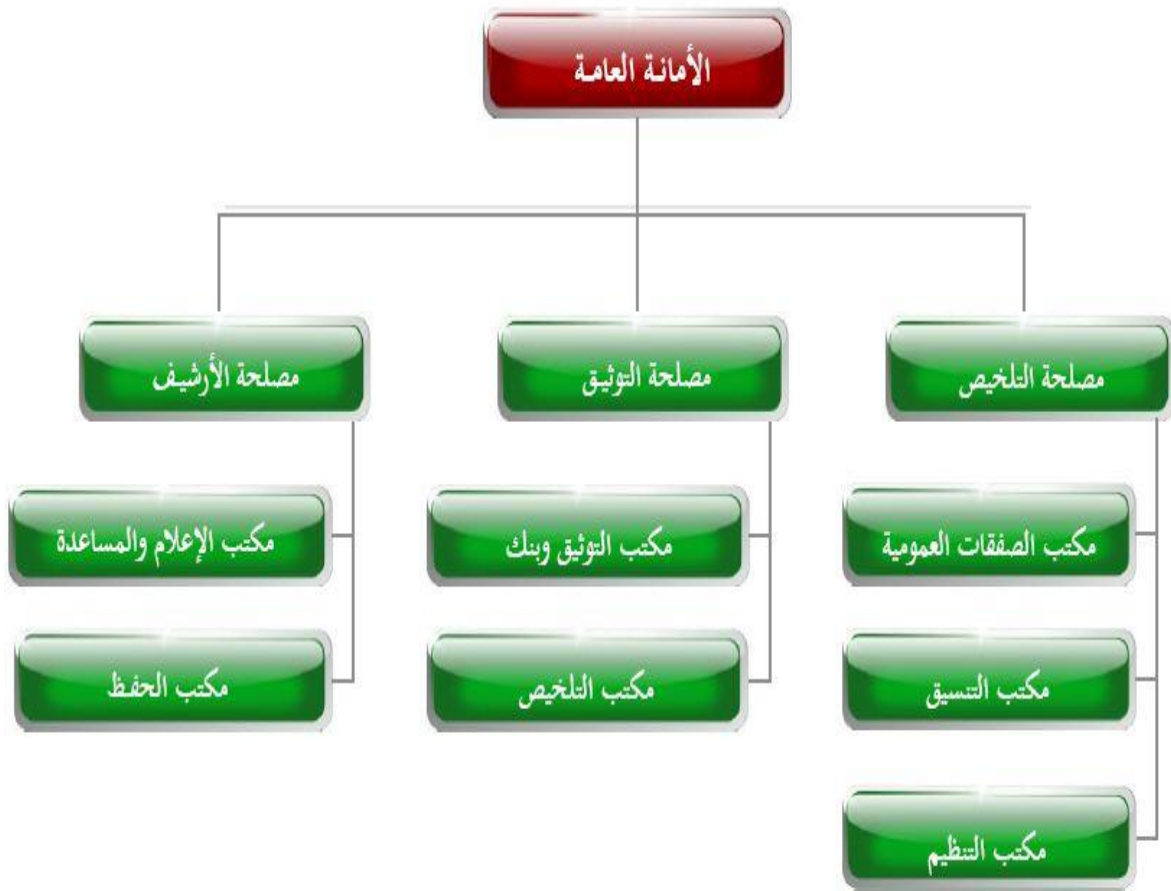 الأمانة العامة
مصلحة التلخيص
مصلحة التوثيق
مصلحة الأرشيف
مكتب الصفقات العمومية
مكتب التوثيق وبنك
مكتب الإعلام والمساعدة
مكتب التنسيق
مكتب التلخيص
مكتب الحفظ
مكتب التنظيم